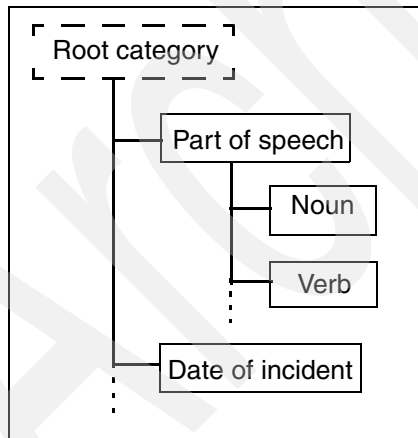 Root category
Part of speech
Noun
Verb
Date of incident